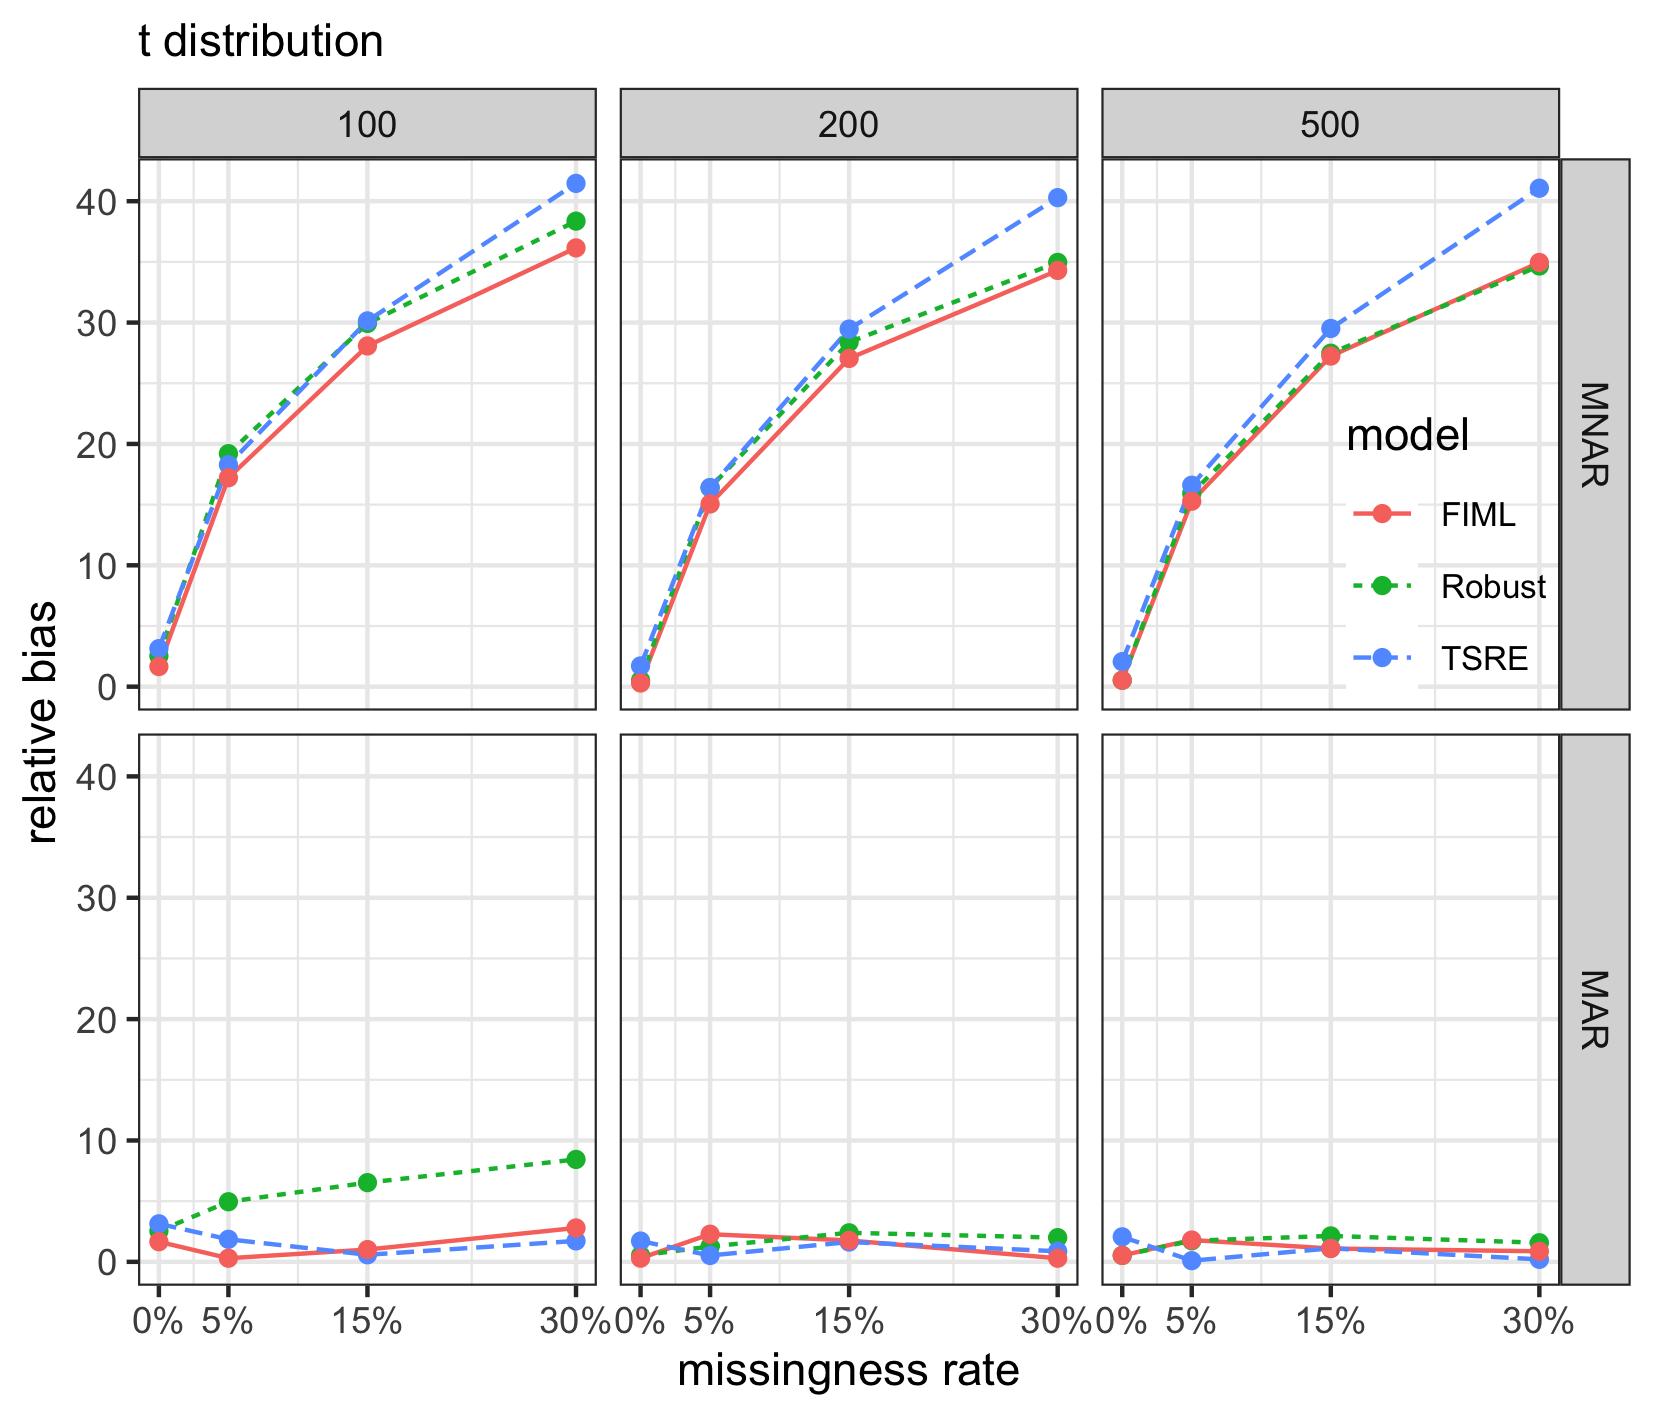 t distribution
100 200 500
40
30
20
10
0
MNAR
model
FIML
Robust
TSRE
relative bias
40
30
20
10
0
MAR
0% 5% 15% 30% 0% 5% 15% 30% 0% 5% 15% 30%
missingness rate